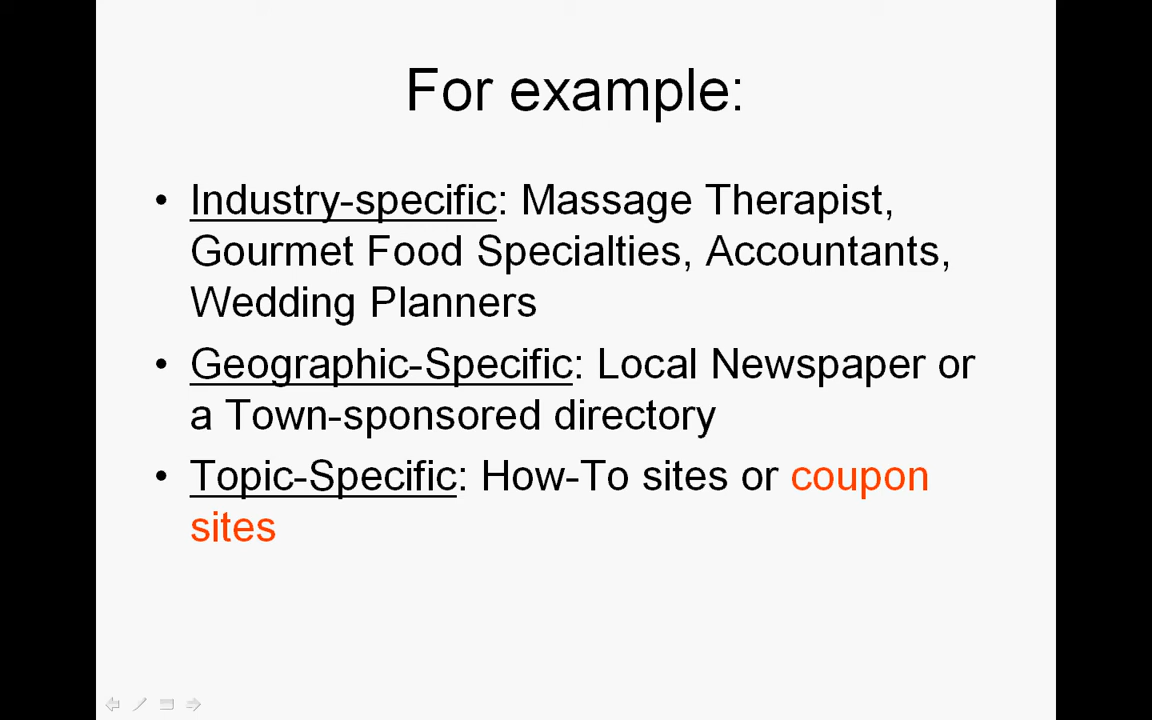 For example:
• Industry-specific: Massage Therapist,
Gourmet Food Specialties, Accountants,
Wedding Planners
• Geographic-Specific: Local Newspaper or
a Town-sponsored directory
• Topic-Specific: How-To sites or coupon
sites